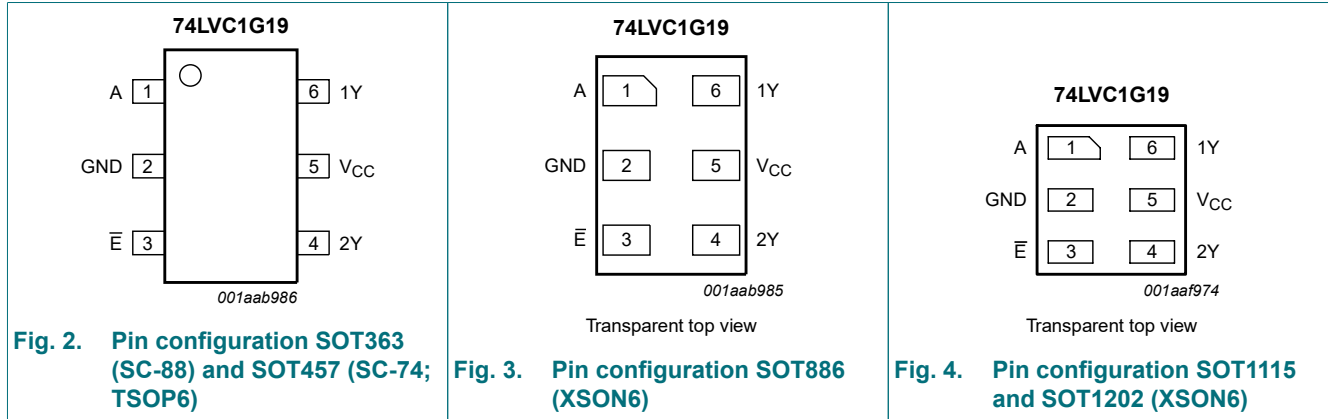 74LVC1G19
A 1 6 1Y
GND 2 5 VCC
E̅ 3 4 2Y
001aab986
Fig. 2. Pin configuration SOT363
(SC-88) and SOT457 (SC-74;
TSOP6)
74LVC1G19
A 1 6 1Y
GND 2 5 VCC
E̅ 3 4 2Y
001aab985
Transparent top view
Fig. 3. Pin configuration SOT886
(XSON6)
74LVC1G19
A 1 6 1Y
GND 2 5 VCC
E̅ 3 4 2Y
001aaf974
Transparent top view
Fig. 4. Pin configuration SOT1115
and SOT1202 (XSON6)